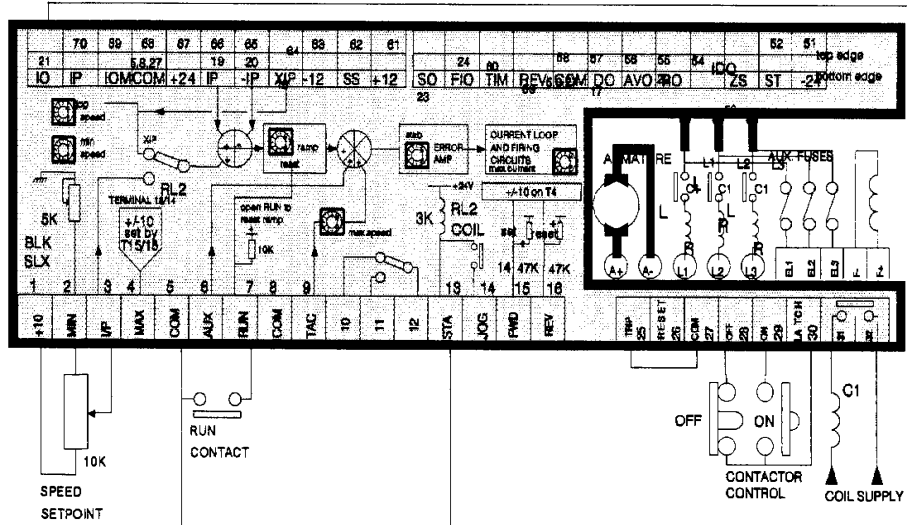 70 69 68 67 66 65 64 63 62 61 52 51
21 5,8,27 19 20 24 60 58 57 56 55 54 top edge
IO IP IOM COM +24 IP -IP XIP -12 SS +12 SO FIO TIM REV COM DO AVO IDO ZS ST -24 bottom edge
23 17
top speed
min speed
XIP
RL2
TERMINAL 15/14
+/-10 set by T15/16
5K
BLK
SLX
ramp
reset
open RUN to reset ramp
10K
max speed
stab
ERROR AMP
CURRENT LOOP AND FIRING CIRCUITS
max current
+24V
3K
RL2 COIL
+/-10 on T4
set
reset
14 47K
47K
ARMATURE
L1 L2 L3
AUX. FUSES
C1 C1
A+ A- L1 L2 L3 EL1 EL2 EL3
1 2 3 4 5 6 7 8 9 10 11 12 13 14 15 16
+10 MIN I/P MAX COM AUX RUN COM TAC 10 11 12 STA JOG FWD REV
TRIP 25 RESET 26 COM 27 OFF 28 ON 29 LATCH 30 31 32
10K
SPEED
SETPOINT
RUN
CONTACT
OFF
ON
C1
CONTACTOR
CONTROL
COIL SUPPLY